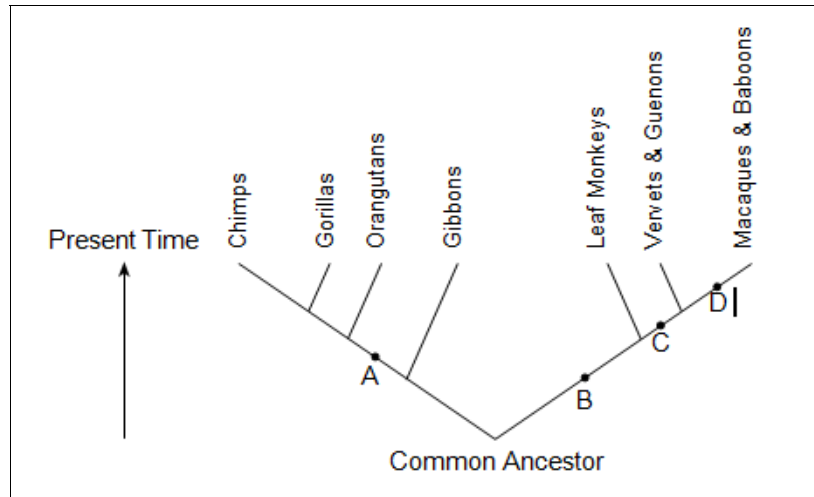 Chimps
Gorillas
Orangutans
Gibbons
Leaf Monkeys
Vervets & Guenons
Macaques & Baboons
Present Time
D
C
A
B
Common Ancestor